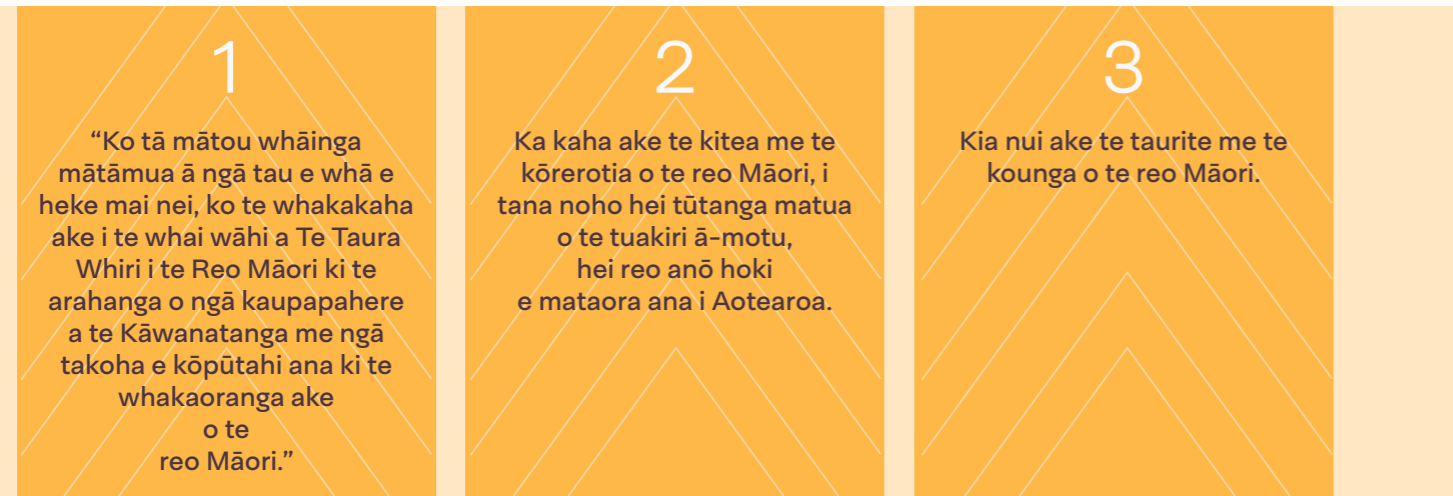 1
“Ko tā mātou whāinga
mātāmua ā ngā tau e whā e
heke mai nei, ko te whakakaha
ake i te whai wāhi a Te Taura
Whiri i te Reo Māori ki te
arahanga o ngā kaupapahere
a te Kāwanatanga me ngā
takoha e kōpūtahi ana ki te
whakaoranga ake
o te
reo Māori.”
2
Ka kaha ake te kitea me te
kōrerotia o te reo Māori, i
tana noho hei tūtanga matua
o te tuakiri ā-motu,
hei reo anō hoki
e mataora ana i Aotearoa.
3
Kia nui ake te taurite me te
kounga o te reo Māori.